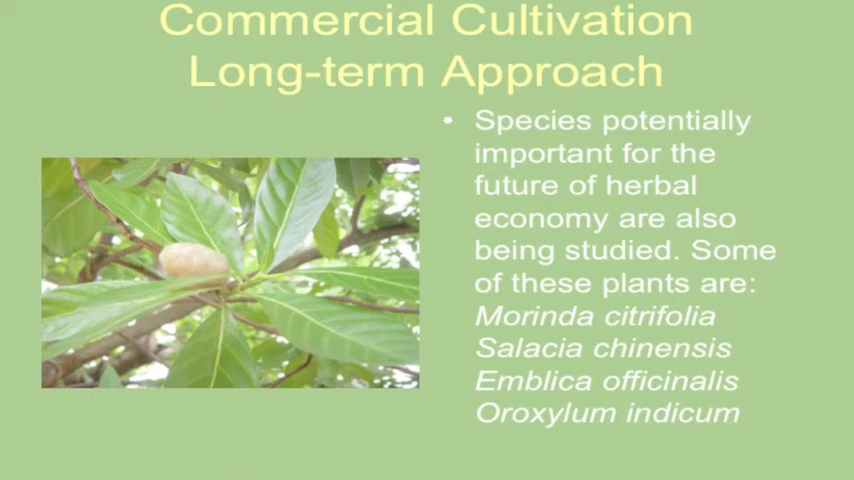 Commercial Cultivation
Long-term Approach
• Species potentially
important for the
future of herbal
economy are also
being studied. Some
of these plants are:
Morinda citrifolia
Salacia chinensis
Emblica officinalis
Oroxylum indicum